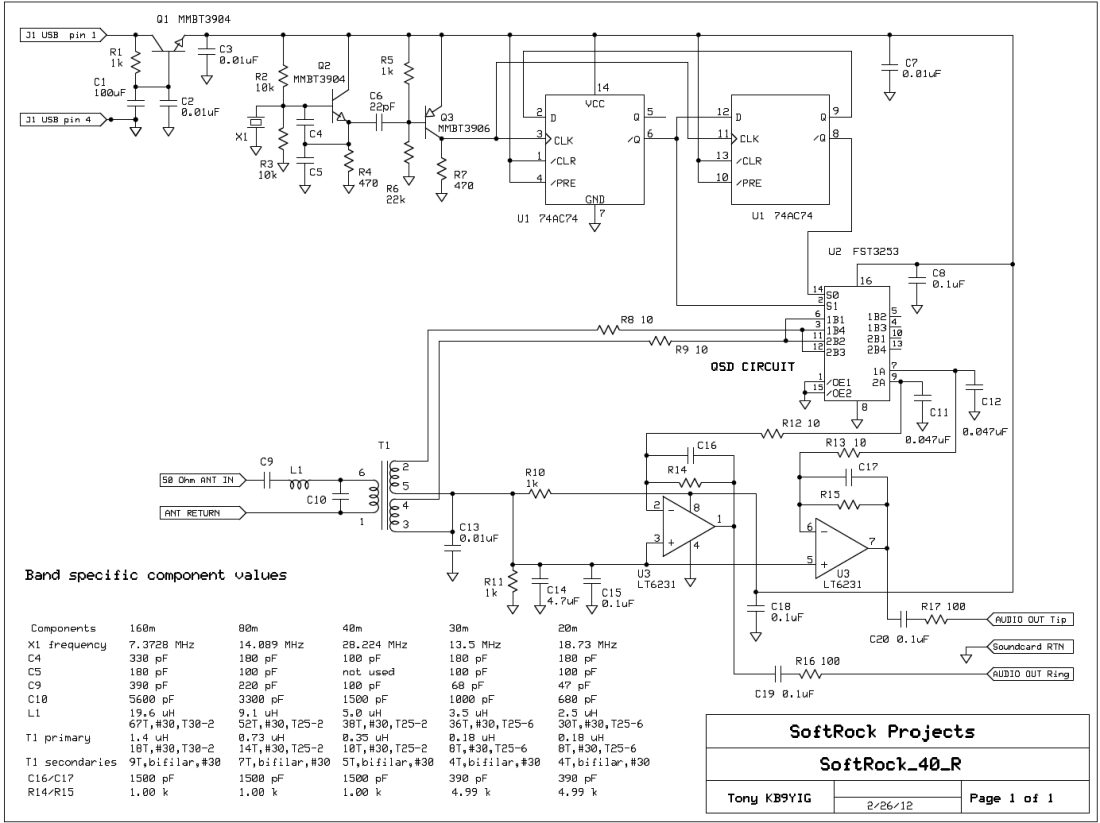 Q1 MMBT3904
J1 USB pin 1
R1
1k
C3
0.01uF
C1
100uF
C2
0.01uF
J1 USB pin 4
R2
10k
Q2
MMBT3904
R5
1k
C6
22pF
Q3
MMBT3906
X1
C4
R3
10k
C5
R4
470
R6
22k
R7
470
14
VCC
2 D Q 5
3 CLK /Q 6
1 /CLR
4 /PRE
GND
7
U1 74AC74
12 D Q 9
11 CLK /Q 8
13 /CLR
10 /PRE
U1 74AC74
C7
0.01uF
U2 FST3253
16
C8
0.1uF
14 S0
2 S1
6 1B1
3 1B4
11 2B2
12 2B3
1B2 5
1B3 4
2B1 10
2B4 13
1A 7
2A 9
1 /OE1
15 /OE2
8
R8 10
R9 10
QSD CIRCUIT
C11
0.047uF
C12
0.047uF
R12 10
R13 10
T1
C9
L1
50 Ohm ANT IN
C10
ANT RETURN
6
1
2
5
4
3
C13
0.01uF
R10
1k
R11
1k
C14
4.7uF
C15
0.1uF
C16
R14
2
3
8
1
4
U3
LT6231
C17
R15
6
5
7
U3
LT6231
C18
0.1uF
R17 100
C20 0.1uF
AUDIO OUT Tip
Soundcard RTN
R16 100
C19 0.1uF
AUDIO OUT Ring
Band specific component values
Components 160m 80m 40m 30m 20m
X1 frequency 7.3728 MHz 14.089 MHz 28.224 MHz 13.5 MHz 18.73 MHz
C4 330 pF 180 pF 100 pF 180 pF 180 pF
C5 180 pF 100 pF not used 100 pF 100 pF
C9 390 pF 220 pF 100 pF 68 pF 47 pF
C10 5600 pF 3300 pF 1500 pF 1000 pF 680 pF
L1 19.6 uH 9.1 uH 5.0 uH 3.5 uH 2.5 uH
67T,#30,T30-2 52T,#30,T25-2 38T,#30,T25-2 36T,#30,T25-6 30T,#30,T25-6
T1 primary 1.4 uH 0.73 uH 0.35 uH 0.18 uH 0.18 uH
18T,#30,T30-2 14T,#30,T25-2 10T,#30,T25-2 8T,#30,T25-6 8T,#30,T25-6
T1 secondaries 9T,bifilar,#30 7T,bifilar,#30 5T,bifilar,#30 4T,bifilar,#30 4T,bifilar,#30
C16/C17 1500 pF 1500 pF 1500 pF 390 pF 390 pF
R14/R15 1.00 k 1.00 k 1.00 k 4.99 k 4.99 k
SoftRock Projects
SoftRock_40_R
Tony KB9YIG
2/26/12
Page 1 of 1